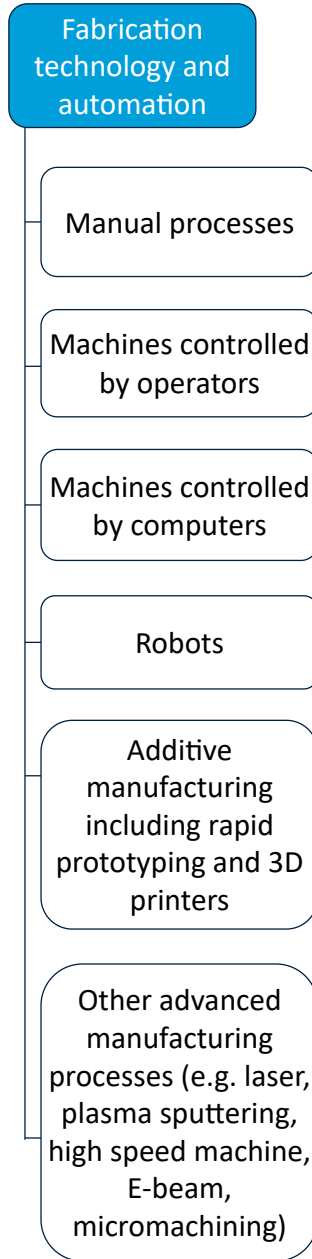 Fabrication
technology and
automation
Manual processes
Machines controlled
by operators
Machines controlled
by computers
Robots
Additive
manufacturing
including rapid
prototyping and 3D
printers
Other advanced
manufacturing
processes (e.g. laser,
plasma sputtering,
high speed machine,
E-beam,
micromachining)